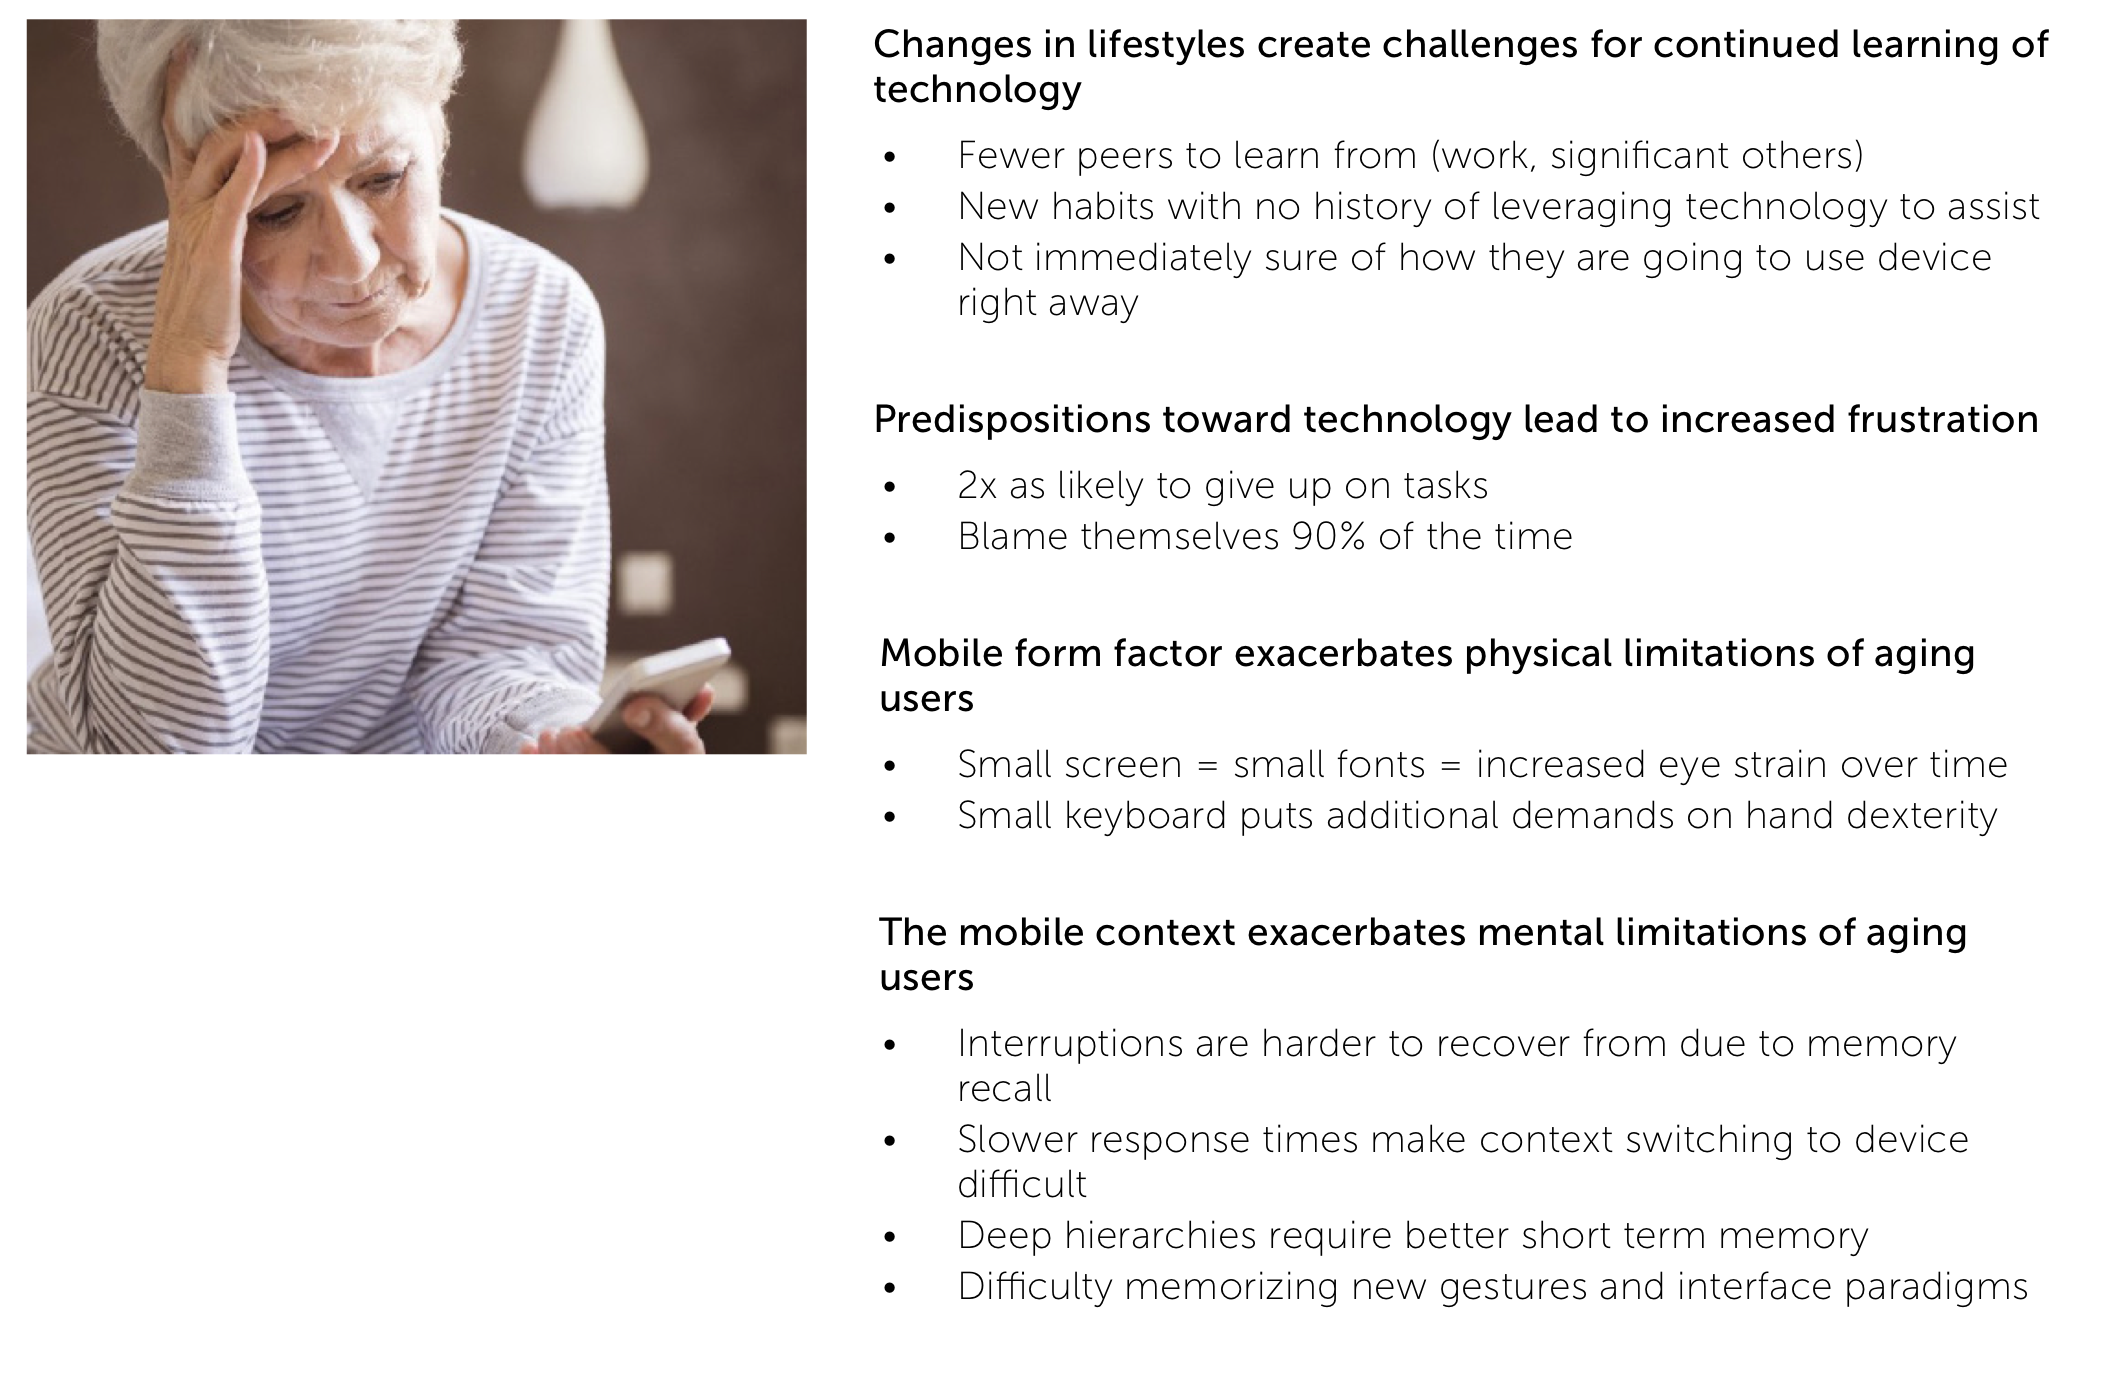 Changes in lifestyles create challenges for continued learning of
technology
• Fewer peers to learn from (work, significant others)
• New habits with no history of leveraging technology to assist
• Not immediately sure of how they are going to use device
right away
Predispositions toward technology lead to increased frustration
• 2x as likely to give up on tasks
• Blame themselves 90% of the time
Mobile form factor exacerbates physical limitations of aging
users
• Small screen = small fonts = increased eye strain over time
• Small keyboard puts additional demands on hand dexterity
The mobile context exacerbates mental limitations of aging
users
• Interruptions are harder to recover from due to memory
recall
• Slower response times make context switching to device
difficult
• Deep hierarchies require better short term memory
• Difficulty memorizing new gestures and interface paradigms